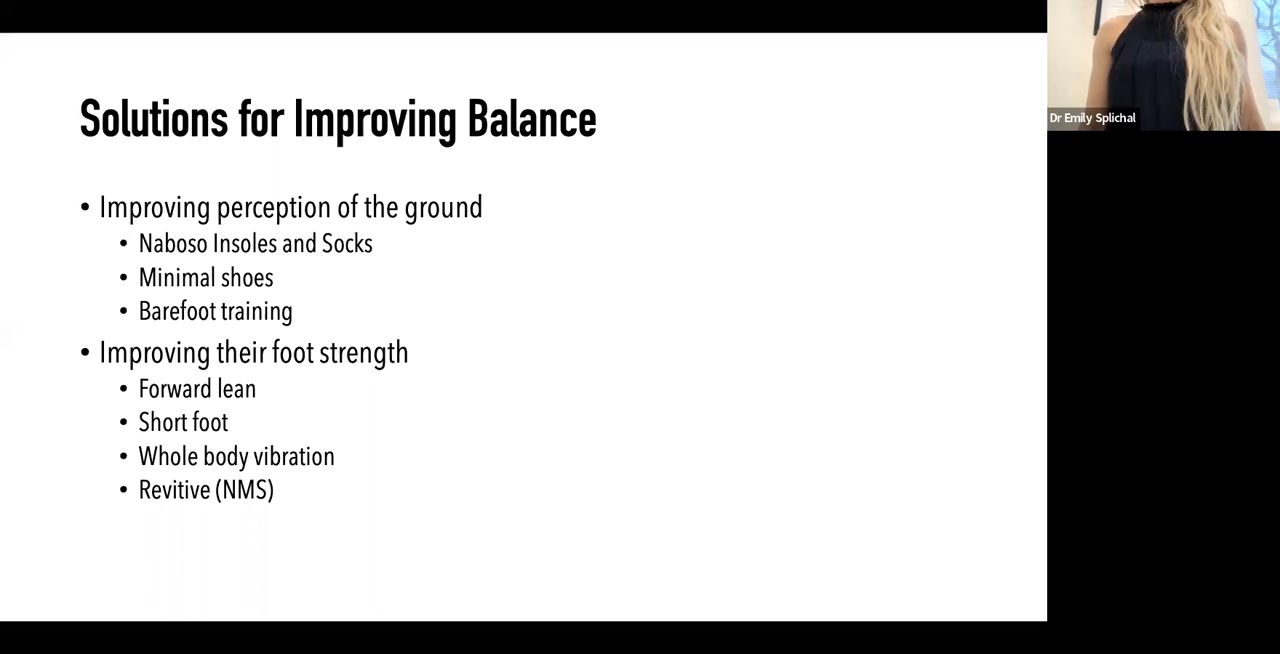 Solutions for Improving Balance
• Improving perception of the ground
• Naboso Insoles and Socks
• Minimal shoes
• Barefoot training
• Improving their foot strength
• Forward lean
• Short foot
• Whole body vibration
• Revitive (NMS)
Dr Emily Splichal